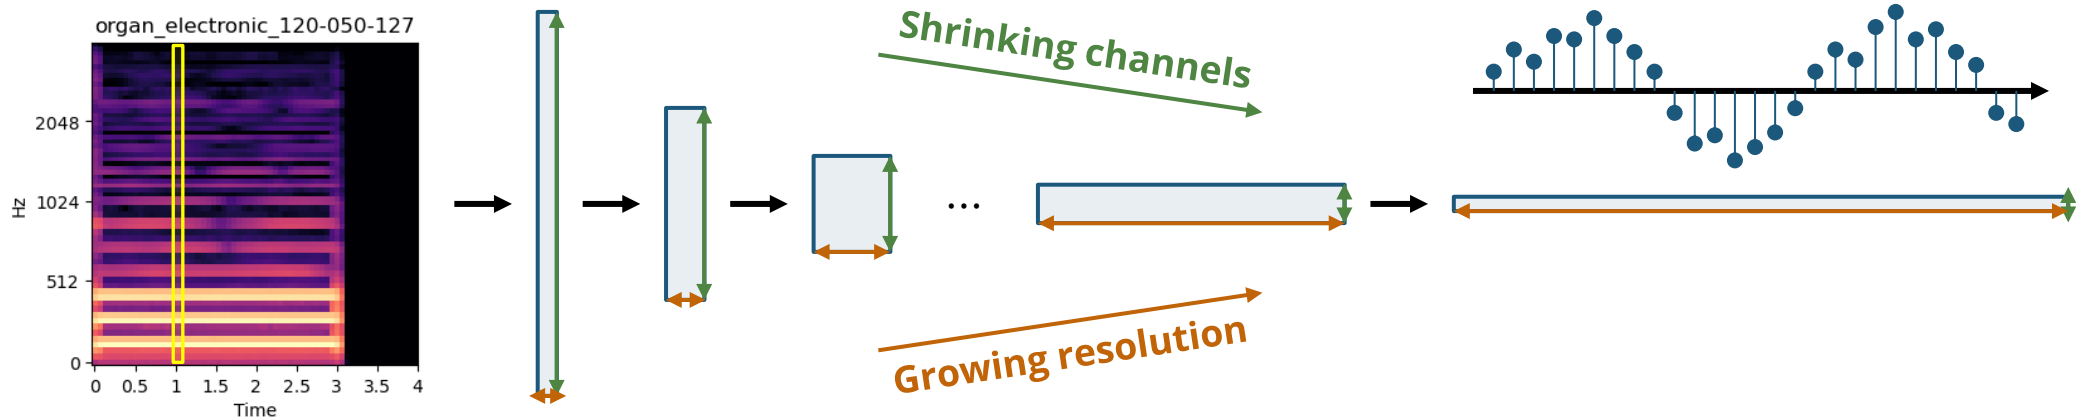 organ_electronic_120-050-127
2048
1024
512
0
Hz
0 0.5 1 1.5 2 2.5 3 3.5 4
Time
...
Shrinking channels
Growing resolution